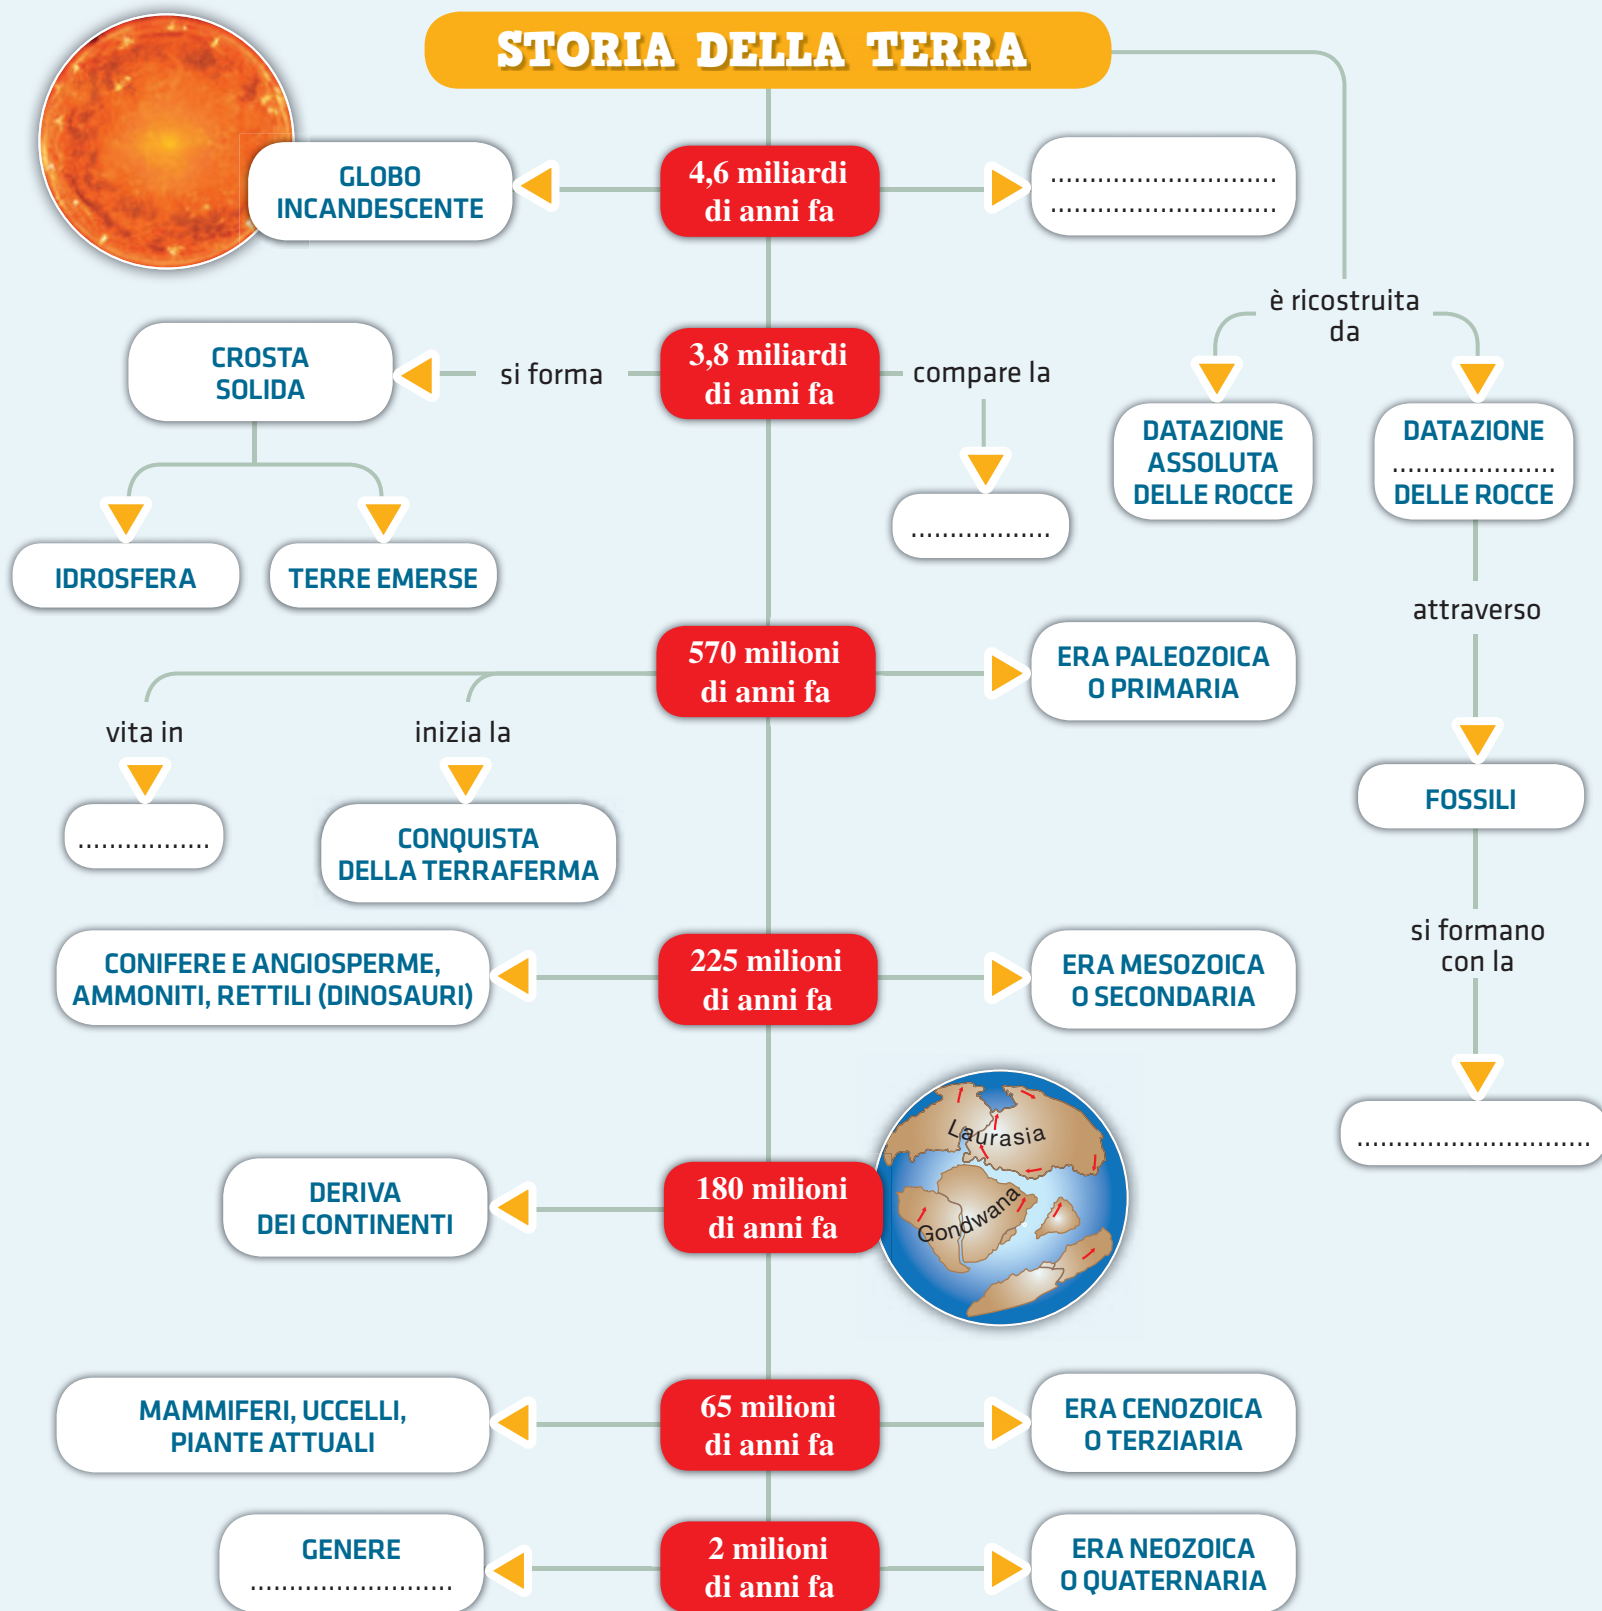 STORIA DELLA TERRA
GLOBO
INCANDESCENTE
4,6 miliardi
di anni fa
.............................
.............................
è ricostruita
da
CROSTA
SOLIDA
si forma
3,8 miliardi
di anni fa
compare la
..................
DATAZIONE
ASSOLUTA
DELLE ROCCE
DATAZIONE
.....................
DELLE ROCCE
IDROSFERA
TERRE EMERSE
attraverso
570 milioni
di anni fa
ERA PALEOZOICA
O PRIMARIA
vita in
.................
inizia la
CONQUISTA
DELLA TERRAFERMA
FOSSILI
si formano
con la
..............................
CONIFERE E ANGIOSPERME,
AMMONITI, RETTILI (DINOSAURI)
225 milioni
di anni fa
ERA MESOZOICA
O SECONDARIA
DERIVA
DEI CONTINENTI
180 milioni
di anni fa
Laurasia
Gondwana
MAMMIFERI, UCCELLI,
PIANTE ATTUALI
65 milioni
di anni fa
ERA CENOZOICA
O TERZIARIA
GENERE
..........................
2 milioni
di anni fa
ERA NEOZOICA
O QUATERNARIA